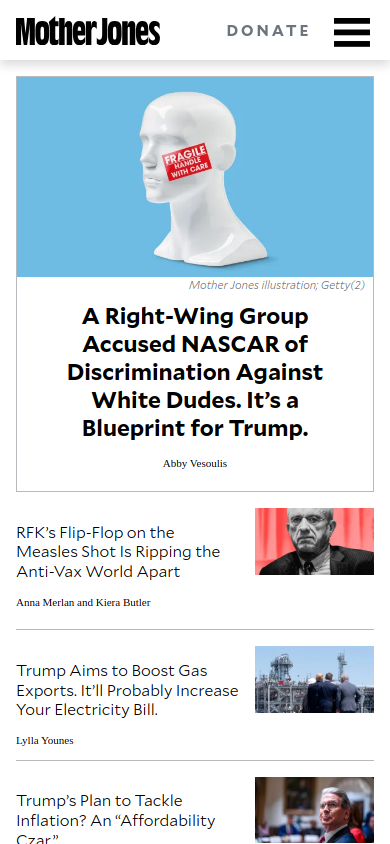 Mother Jones
DONATE
FRAGILE
HANDLE
WITH CARE
Mother Jones illustration; Getty(2)
A Right-Wing Group
Accused NASCAR of
Discrimination Against
White Dudes. It’s a
Blueprint for Trump.
Abby Vesoulis
RFK’s Flip-Flop on the
Measles Shot Is Ripping the
Anti-Vax World Apart
Anna Merlan and Kiera Butler
Trump Aims to Boost Gas
Exports. It’ll Probably Increase
Your Electricity Bill.
Lylla Younes
Trump’s Plan to Tackle
Inflation? An “Affordability
Czar”